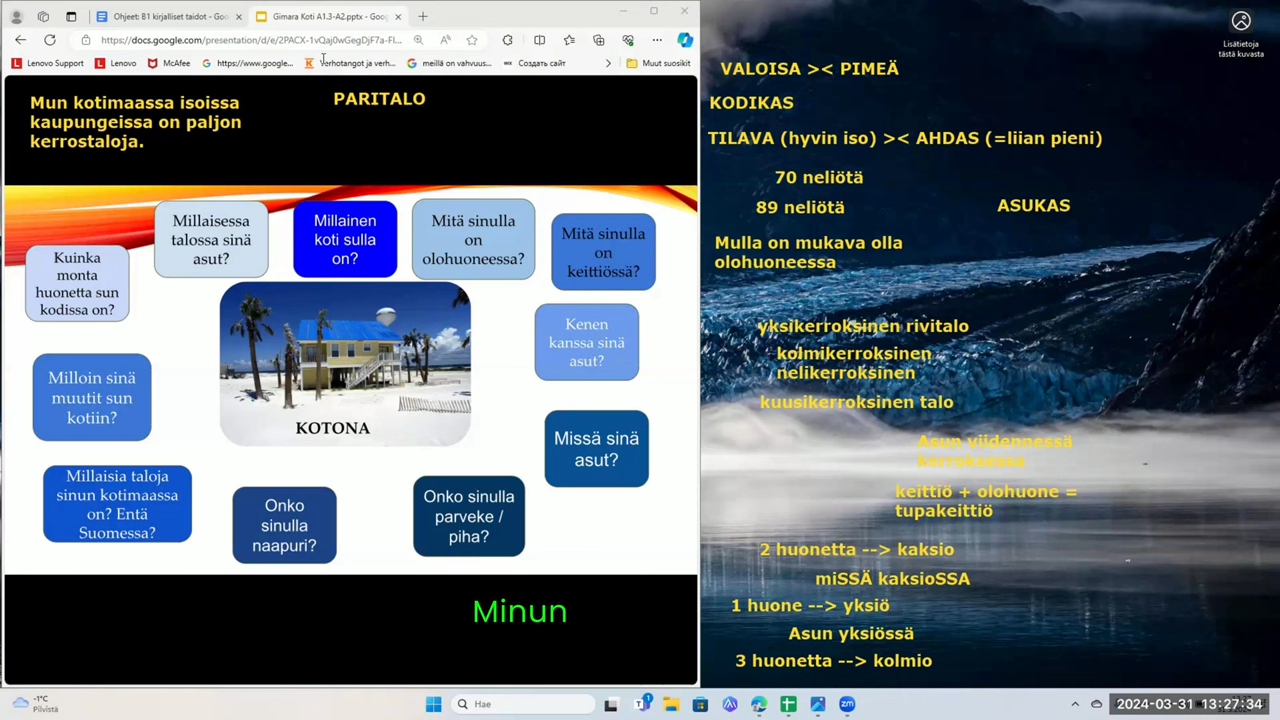 Ohjeet: B1 kirjalliset taidot - Goo
Gimara Koti A1.3-A2.pptx - Goo
https://docs.google.com/presentation/d/e/2PACX-1vQaj0wGegDjF7a-FI...
Lenovo Support
Lenovo
McAfee
https://www.google...
Verhotangot ja verh...
meillä on vahvuus...
Создать сайт
Muut suosikit
Lisätietoja
tästä kuvasta
Mun kotimaassa isoissa
kaupungeissa on paljon
kerrostaloja.
PARITALO
Millaisessa
talossa sinä
asut?
Millainen
koti sulla
on?
Mitä sinulla
on
olohuoneessa?
Mitä sinulla
on
keittiössä?
Kuinka
monta
huonetta sun
kodissa on?
Kenen
kanssa sinä
asut?
Milloin sinä
muutit sun
kotiin?
KOTONA
Missä sinä
asut?
Millaisia taloja
sinun kotimaassa
on? Entä
Suomessa?
Onko
sinulla
naapuri?
Onko sinulla
parveke /
piha?
Minun
VALOISA >< PIMEÄ
KODIKAS
TILAVA (hyvin iso) >< AHDAS (=liian pieni)
70 neliötä
89 neliötä
ASUKAS
Mulla on mukava olla
olohuoneessa
yksikerroksinen rivitalo
kolmikerroksinen
nelikerroksinen
kuusikerroksinen talo
Asun viidennessä
kerroksessa
keittiö + olohuone =
tupakeittiö
2 huonetta --> kaksio
miSSÄ kaksioSSA
1 huone --> yksiö
Asun yksiössä
3 huonetta --> kolmio
-1°C
Pilvistä
Hae
2024-03-31 13:27:34